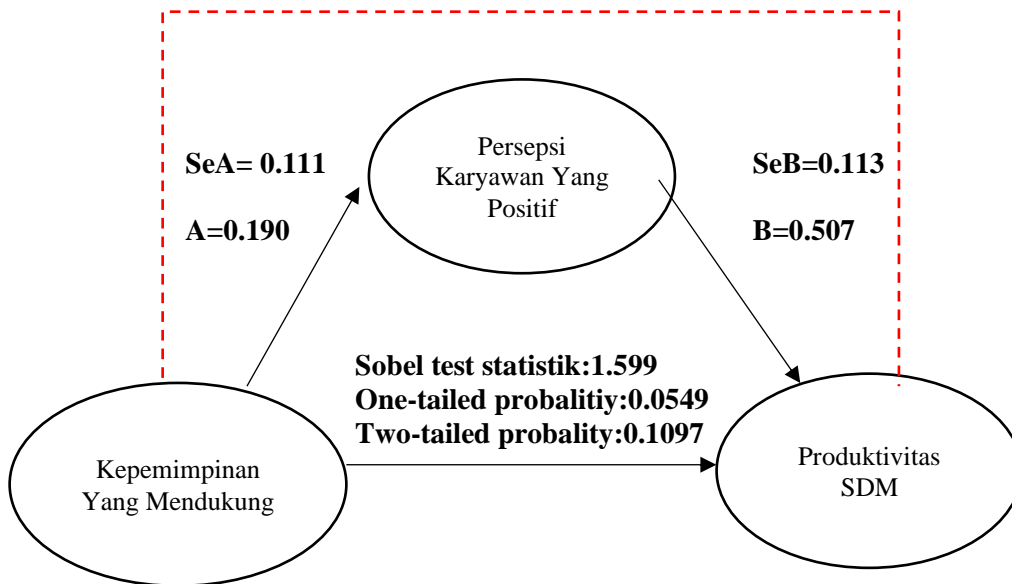 Persepsi
Karyawan Yang
Positif
SeA= 0.111
A=0.190
SeB=0.113
B=0.507
Sobel test statistik:1.599
One-tailed probalitiy:0.0549
Two-tailed probality:0.1097
Kepemimpinan
Yang Mendukung
Produktivitas
SDM